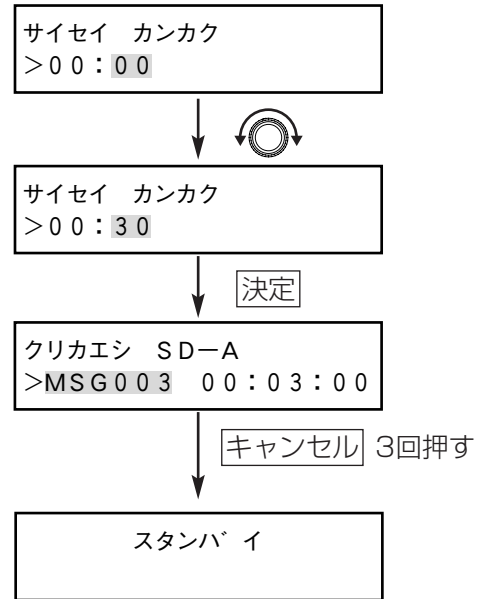 サイセイ カンカク
>00:00
サイセイ カンカク
>00:30
決定
クリカエシ SD－A
>MSG003 00:03:00
キャンセル 3回押す
スタンバ゛イ